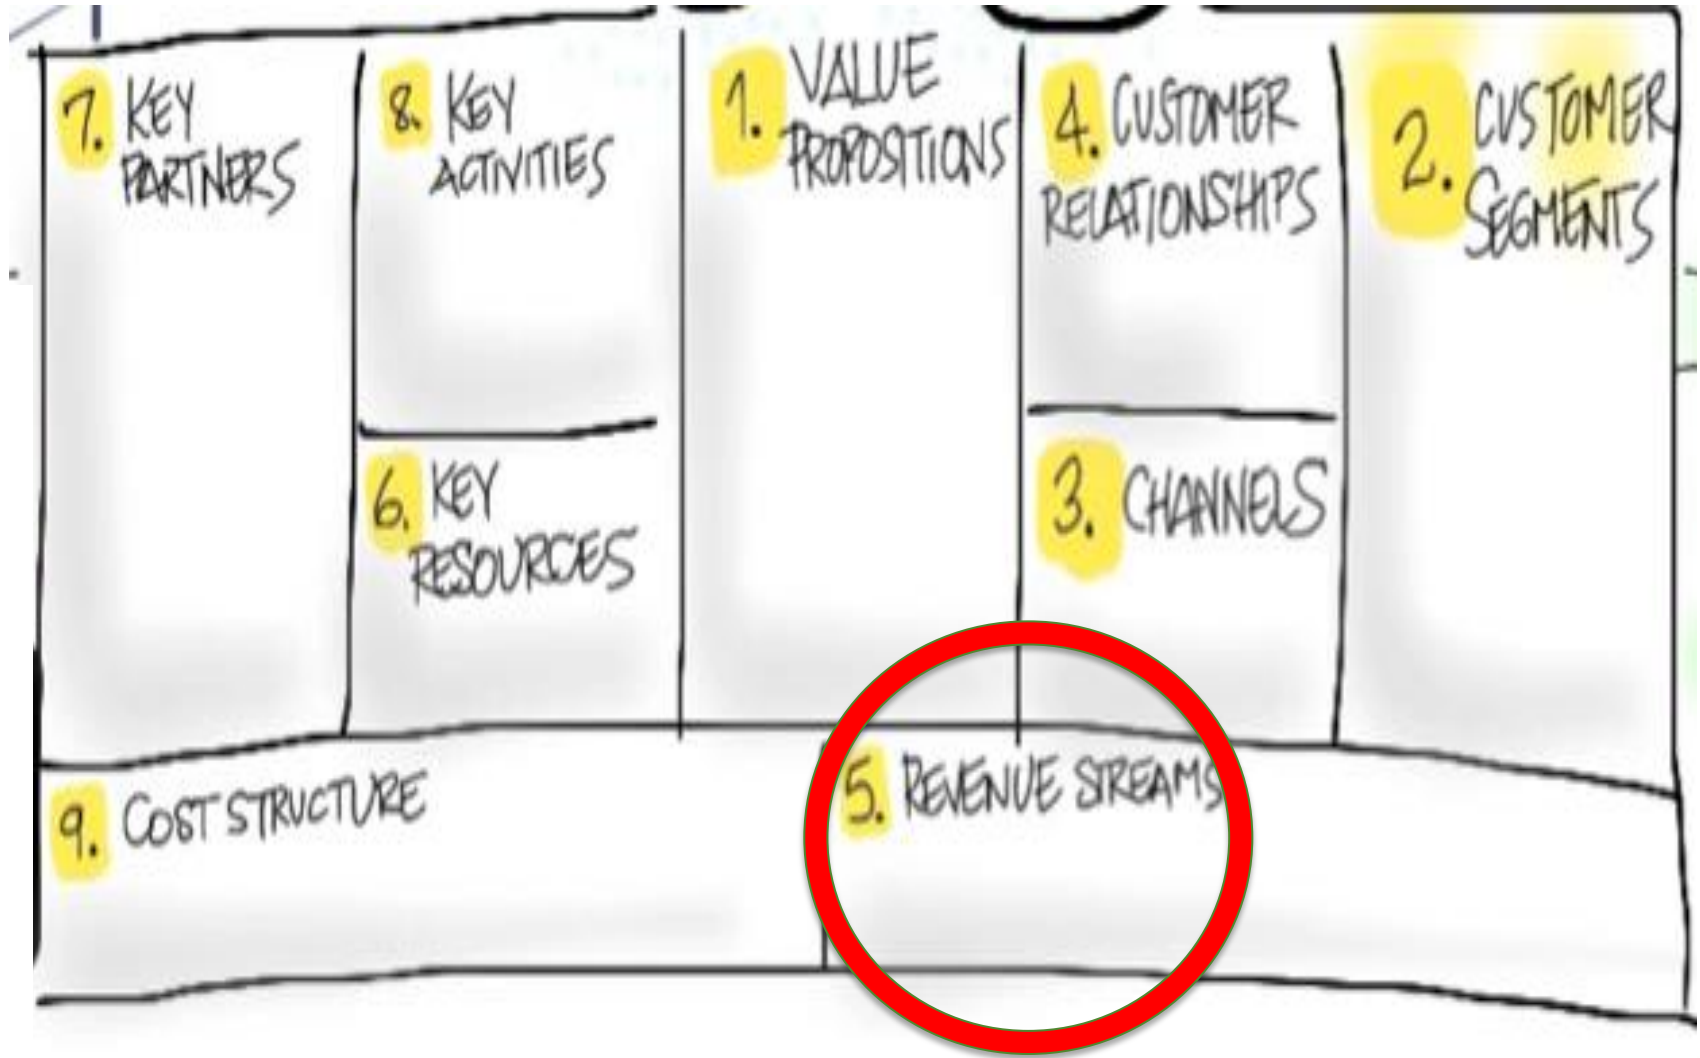 7. KEY
PARTNERS
8. KEY
ACTIVITIES
6. KEY
RESOURCES
1. VALUE
PROPOSITIONS
4. CUSTOMER
RELATIONSHIPS
3. CHANNELS
2. CUSTOMER
SEGMENTS
9. COST STRUCTURE
5. REVENUE STREAMS